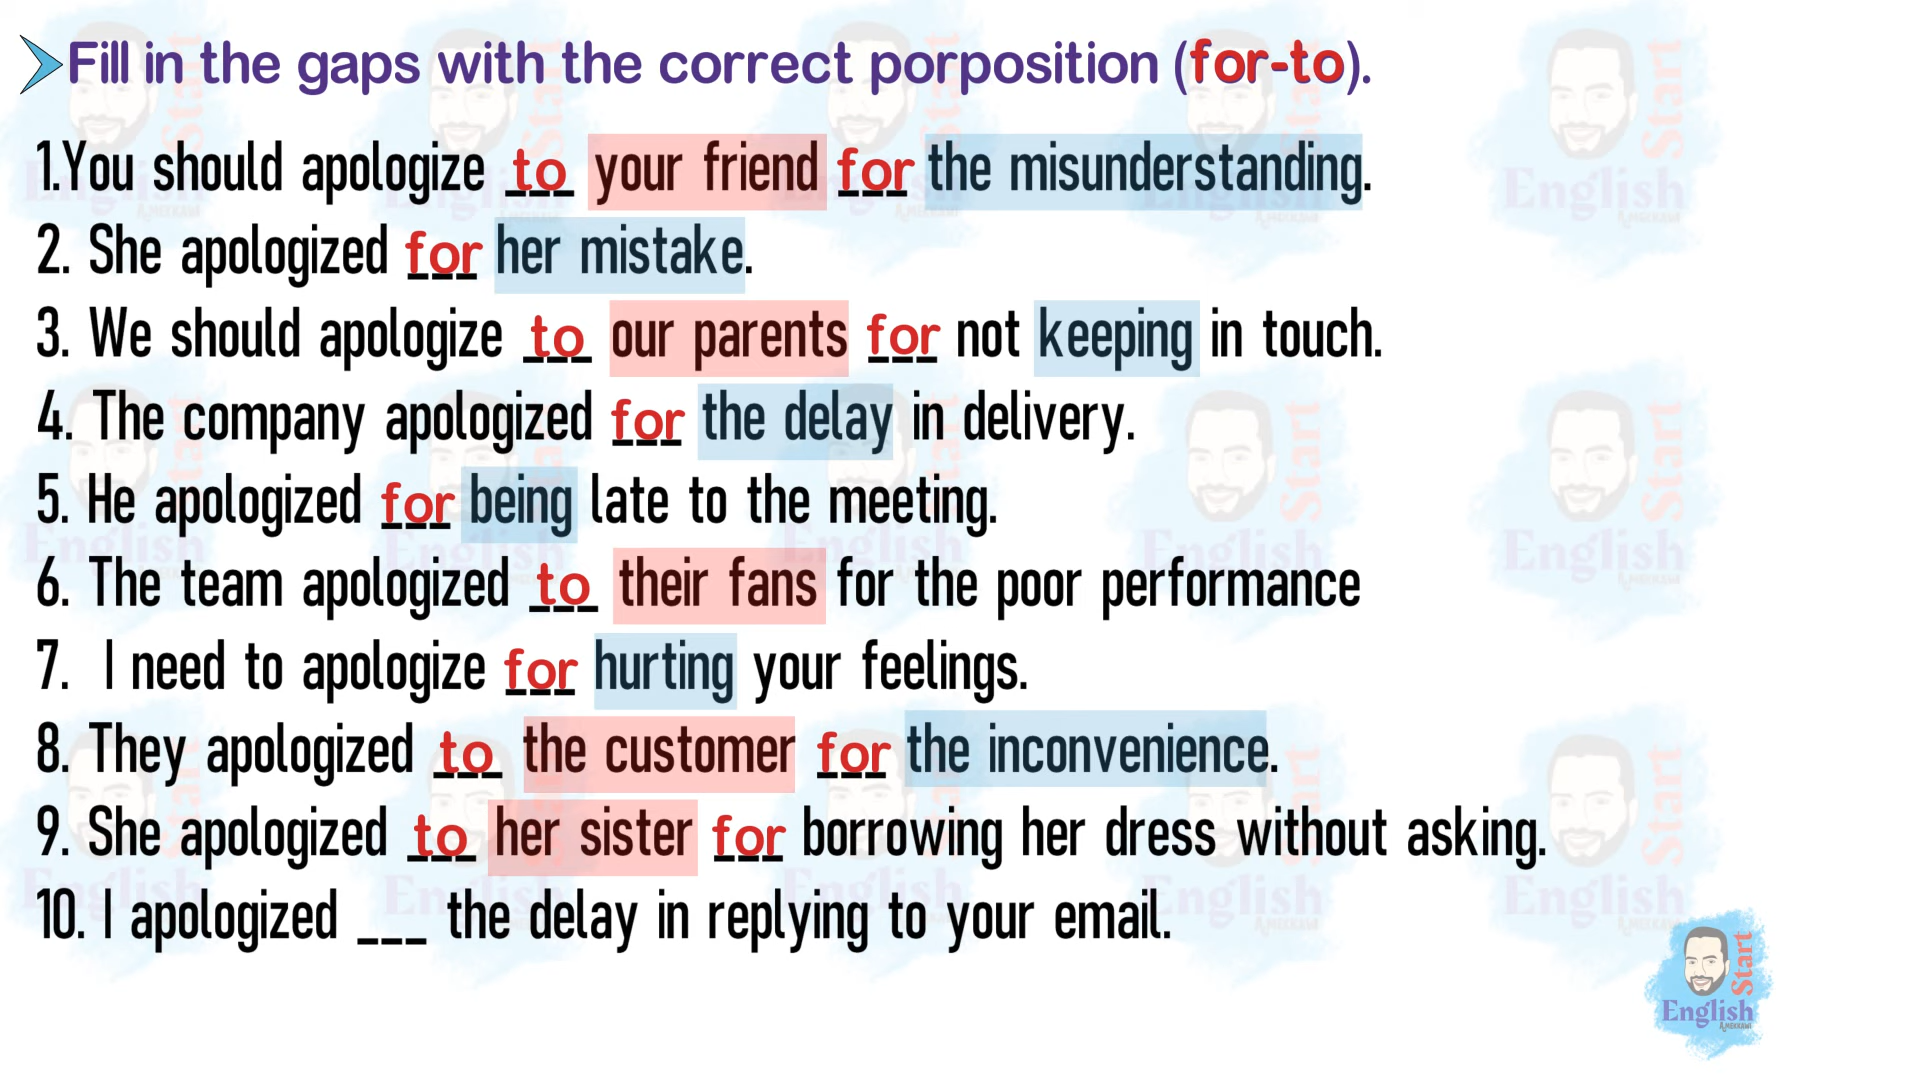 Fill in the gaps with the correct porposition (for-to).
1.You should apologize to your friend for the misunderstanding.
2. She apologized for her mistake.
3. We should apologize to our parents for not keeping in touch.
4. The company apologized for the delay in delivery.
5. He apologized for being late to the meeting.
6. The team apologized to their fans for the poor performance
7. I need to apologize for hurting your feelings.
8. They apologized to the customer for the inconvenience.
9. She apologized to her sister for borrowing her dress without asking.
10. I apologized ___ the delay in replying to your email.
Start
English
A.MEKKAWI